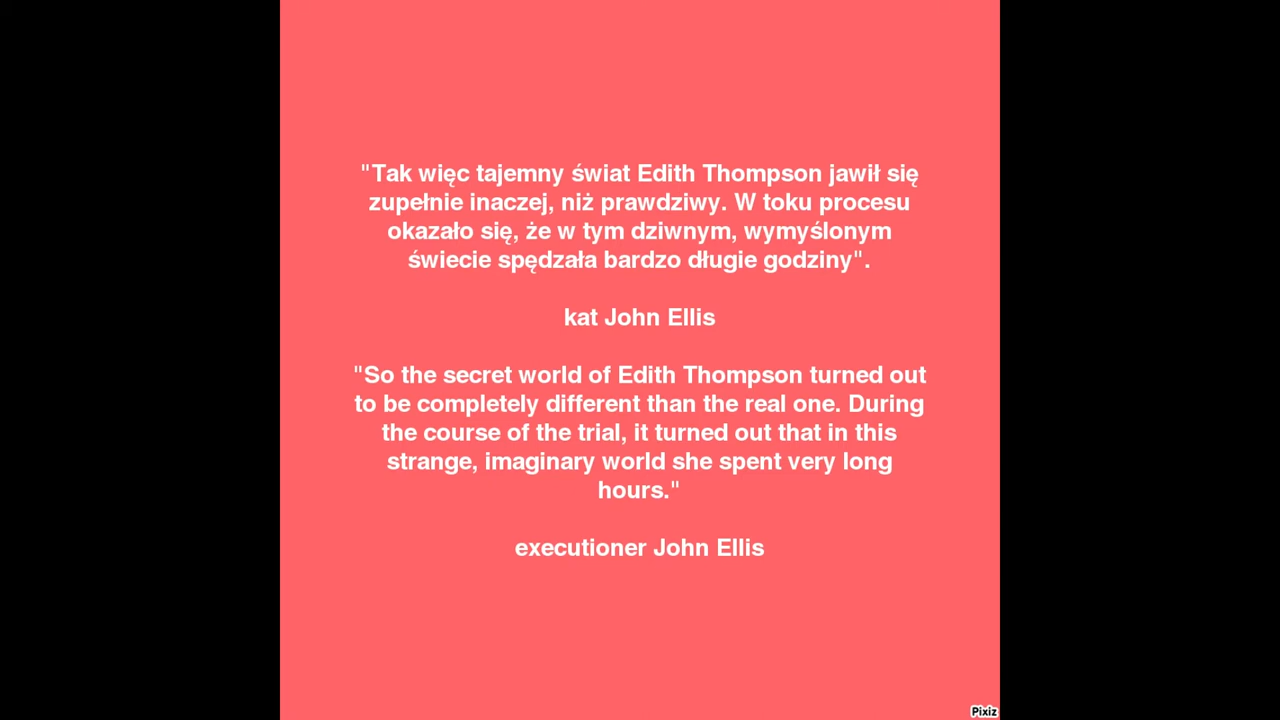 "Tak więc tajemny świat Edith Thompson jawił się
zupełnie inaczej, niż prawdziwy. W toku procesu
okazało się, że w tym dziwnym, wymyślonym
świecie spędzała bardzo długie godziny".
kat John Ellis
"So the secret world of Edith Thompson turned out
to be completely different than the real one. During
the course of the trial, it turned out that in this
strange, imaginary world she spent very long
hours."
executioner John Ellis
Pixiz